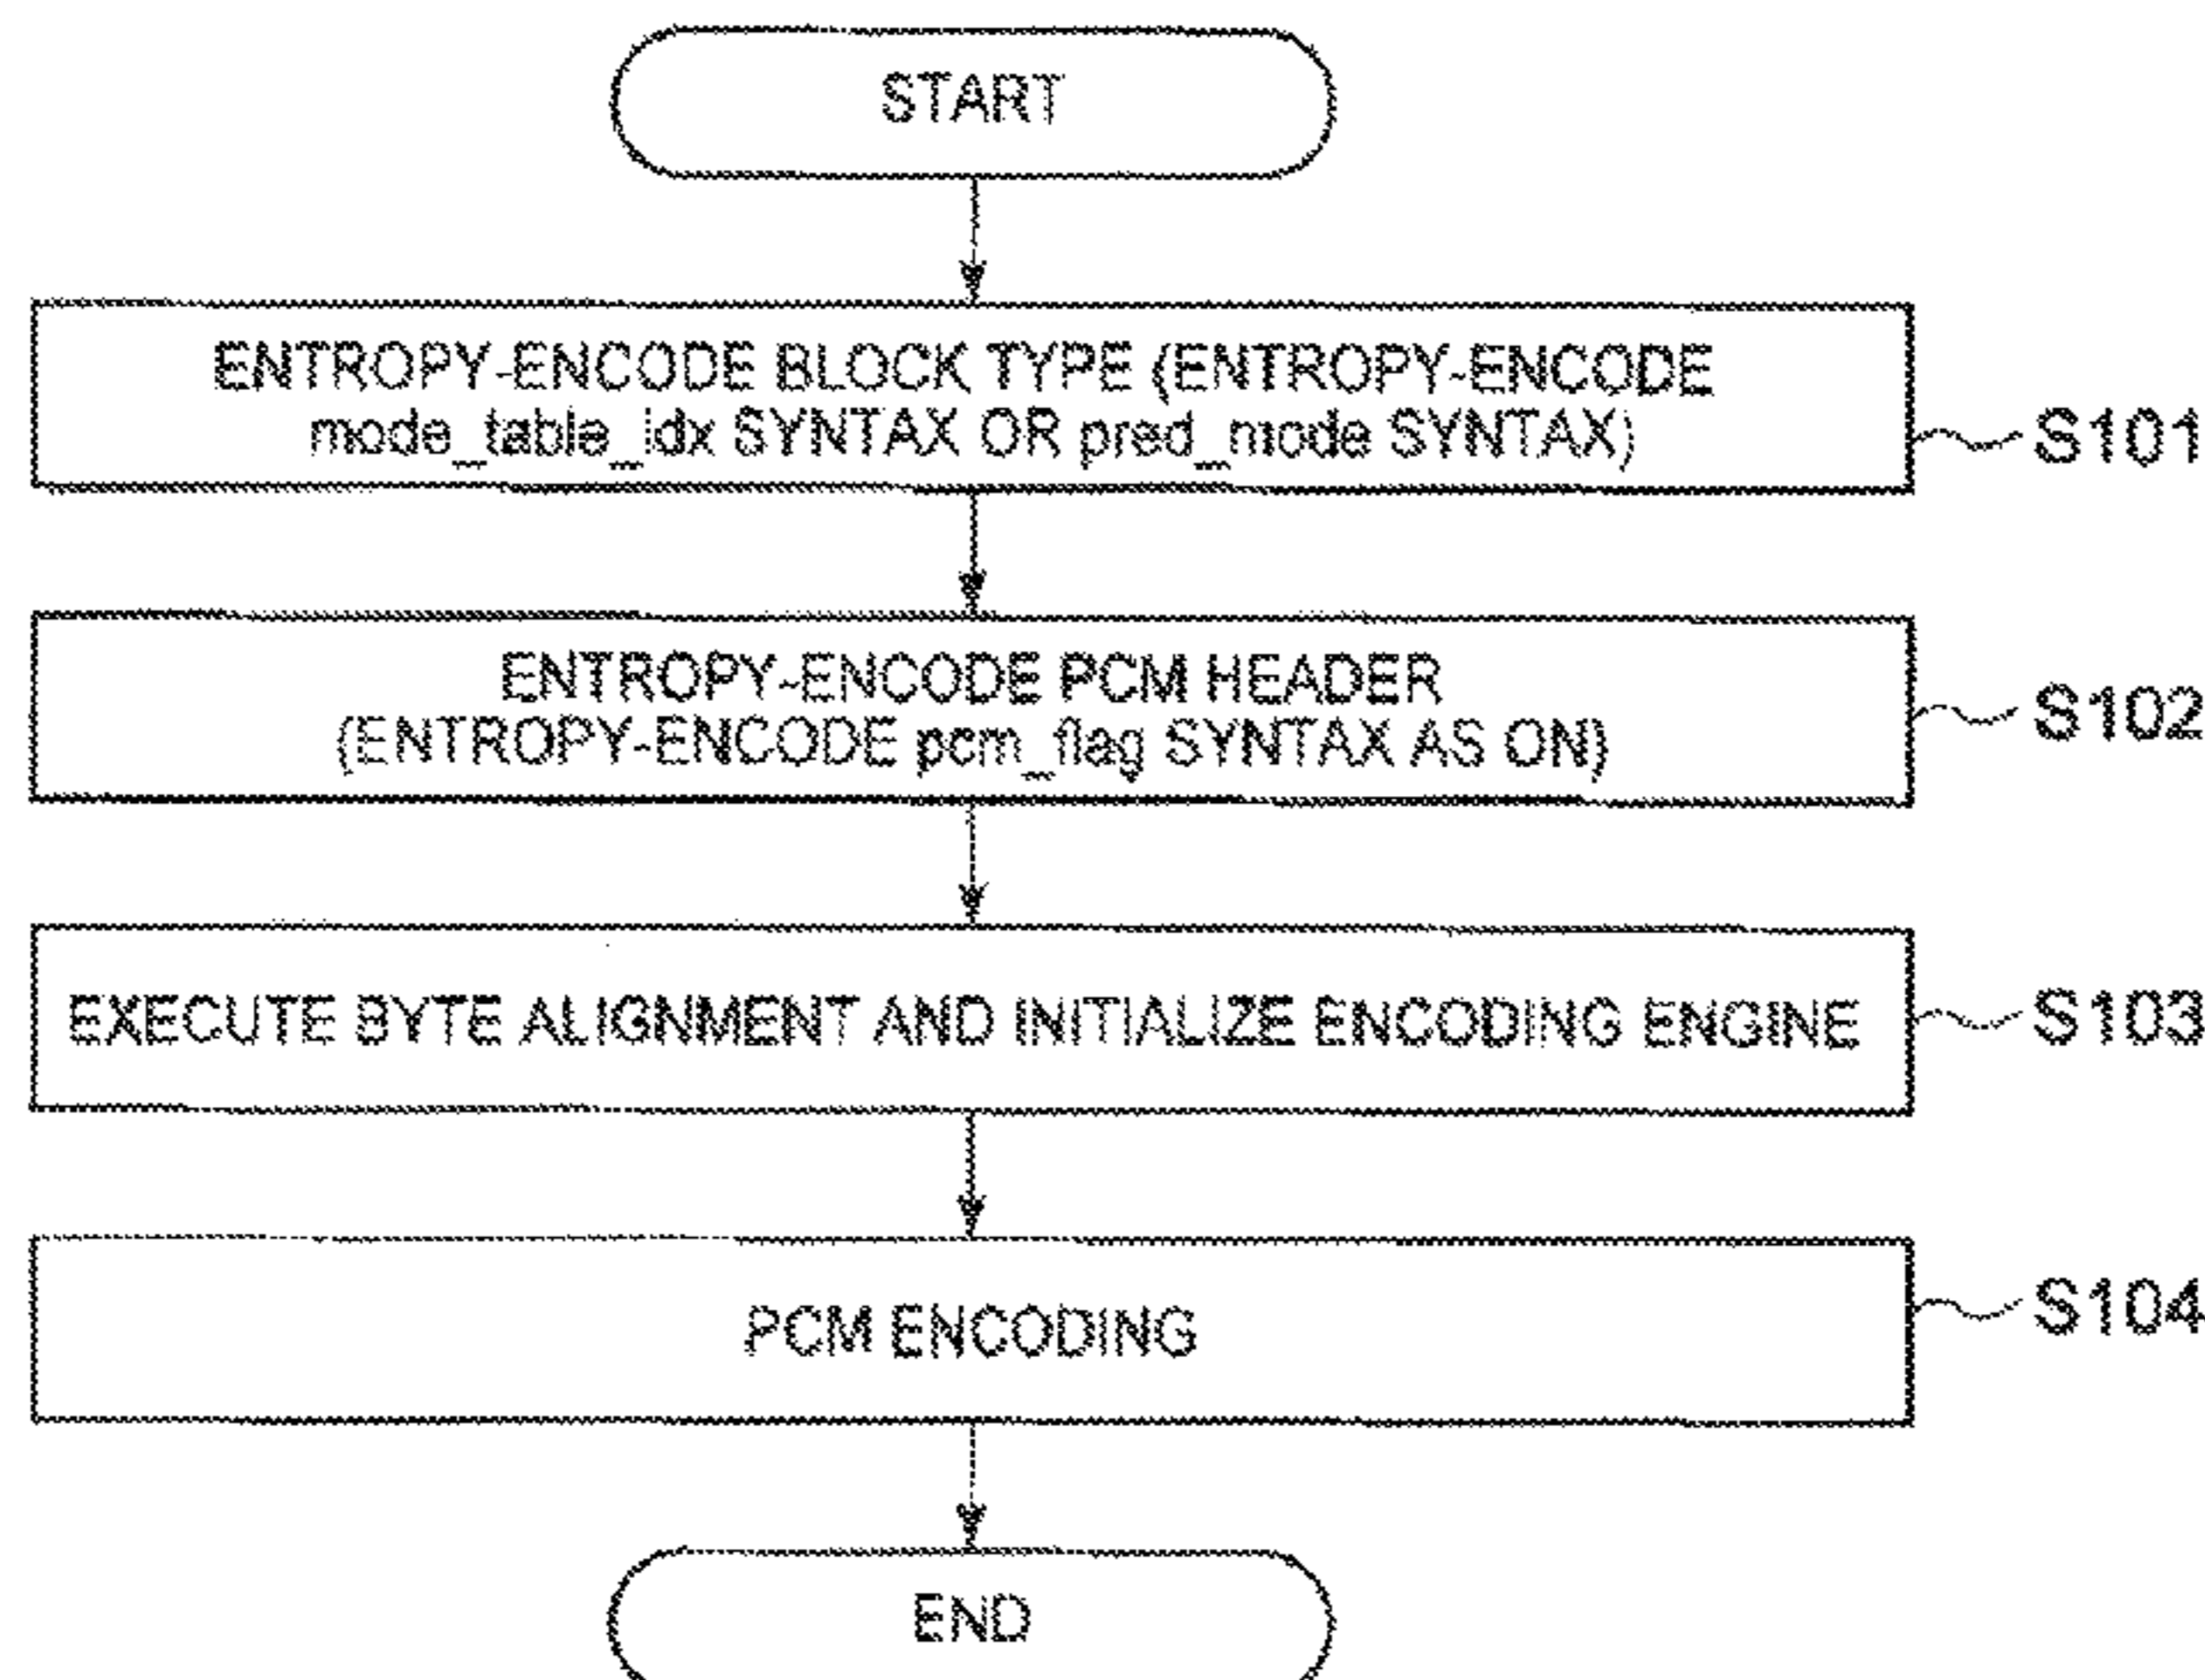 START
ENTROPY-ENCODE BLOCK TYPE (ENTROPY-ENCODE
mode_table_idx SYNTAX OR pred_mode SYNTAX)
S101
ENTROPY-ENCODE PCM HEADER
(ENTROPY-ENCODE pcm_flag SYNTAX AS ON)
S102
EXECUTE BYTE ALIGNMENT AND INITIALIZE ENCODING ENGINE
S103
PCM ENCODING
S104
END